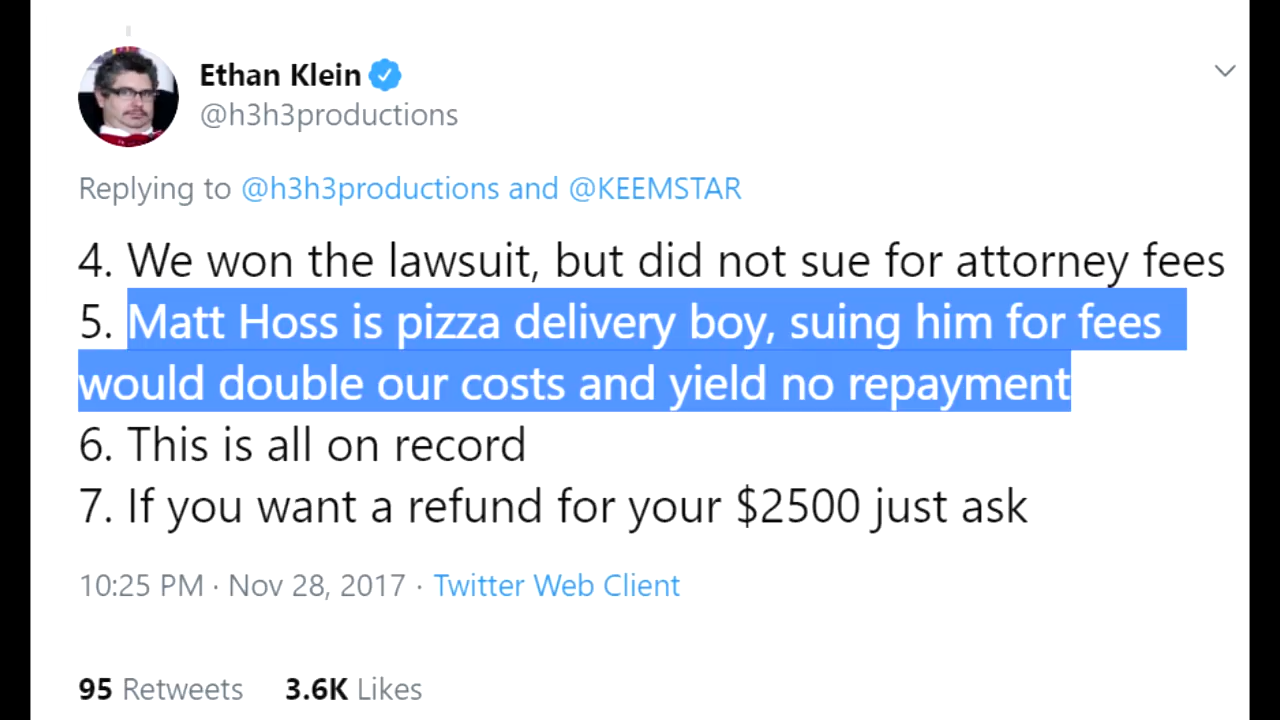 Ethan Klein
@h3h3productions
Replying to @h3h3productions and @KEEMSTAR
4. We won the lawsuit, but did not sue for attorney fees
5. Matt Hoss is pizza delivery boy, suing him for fees
would double our costs and yield no repayment
6. This is all on record
7. If you want a refund for your $2500 just ask
10:25 PM · Nov 28, 2017 · Twitter Web Client
95 Retweets 3.6K Likes